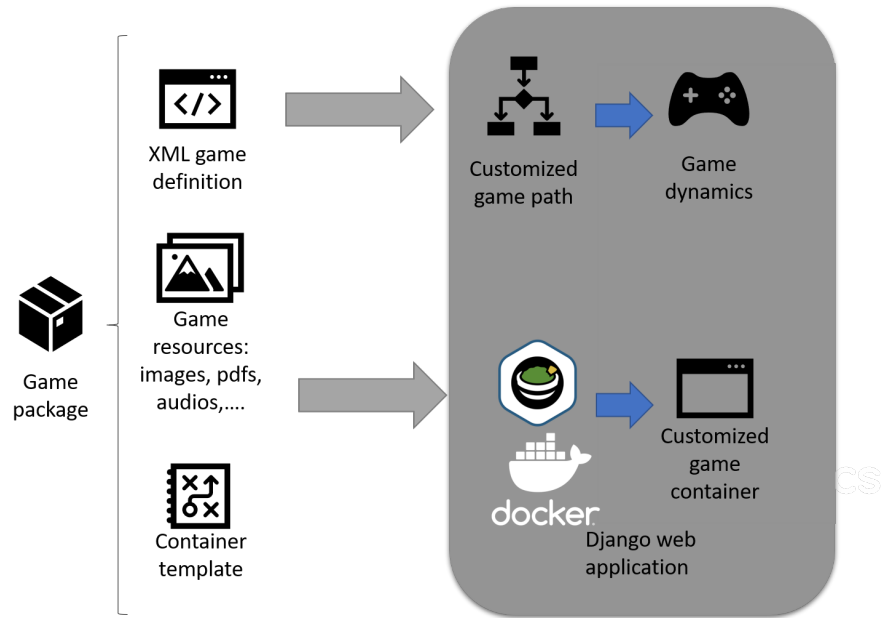 XML game
definition
Customized
game path
Game
dynamics
Game
package
Game
resources:
images, pdfs,
audios,....
Container
template
docker
Customized
game
container
Django web
application
cs